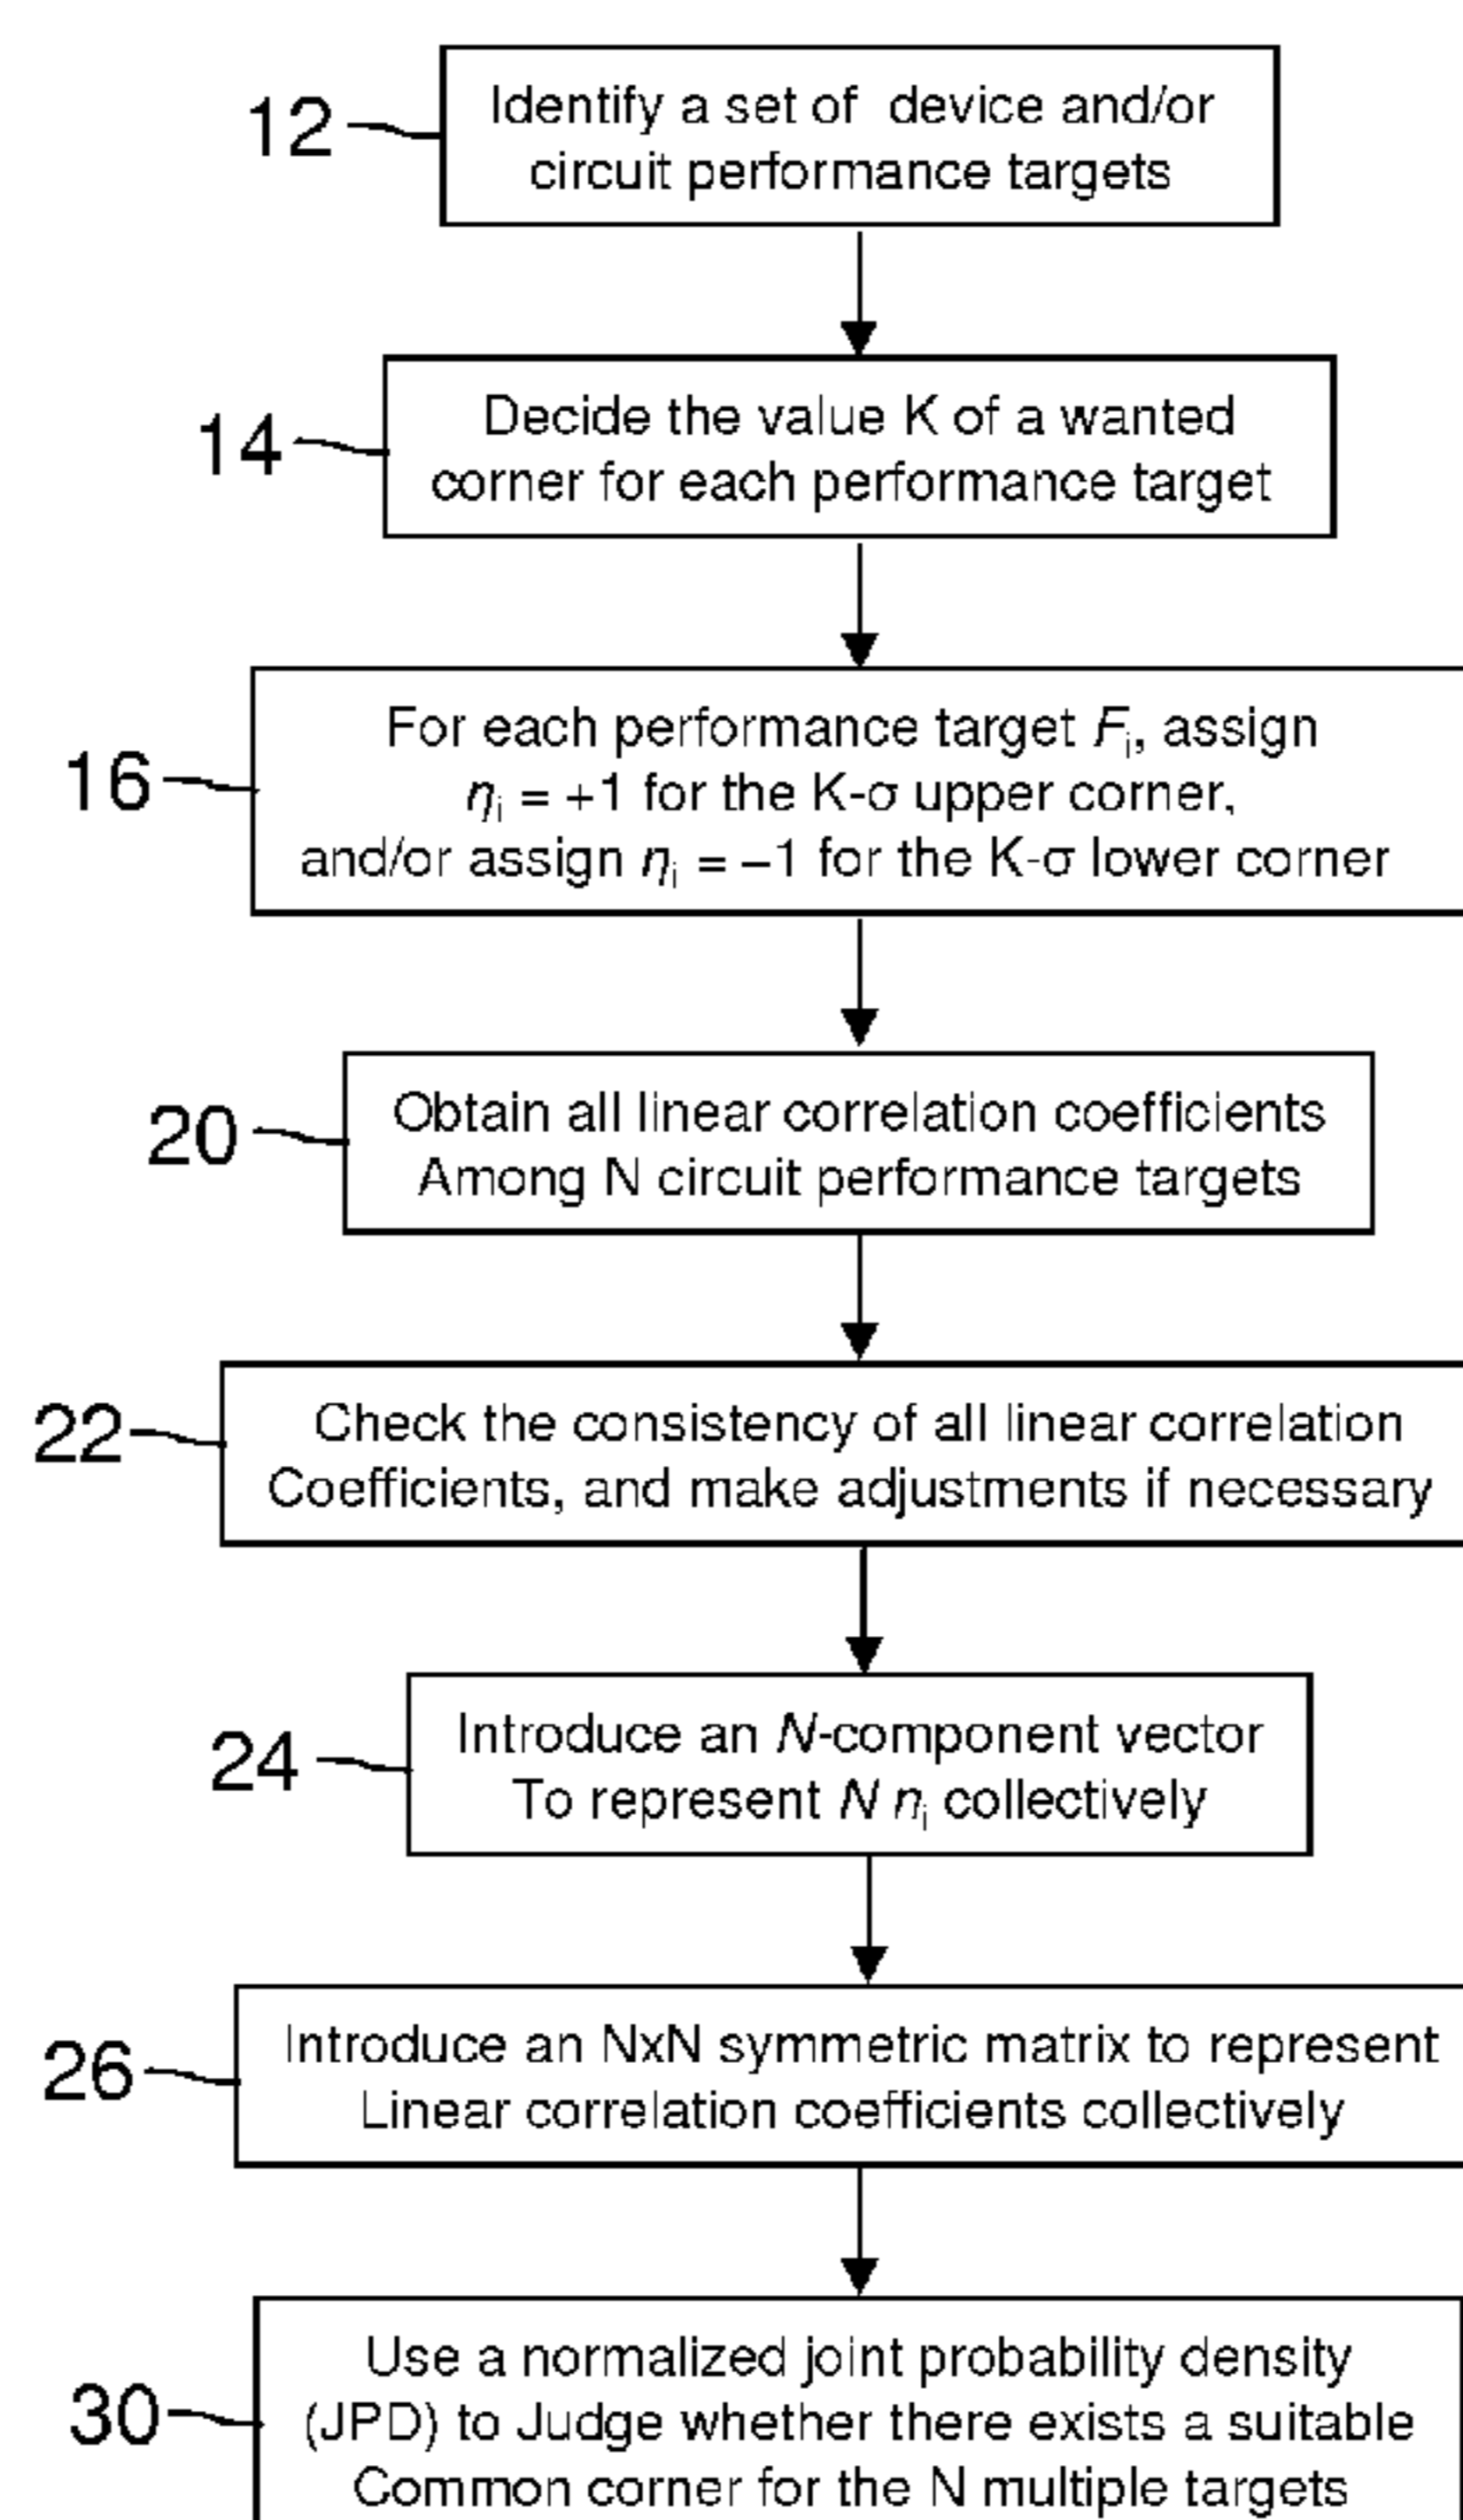 12
Identify a set of device and/or
circuit performance targets
14
Decide the value K of a wanted
corner for each performance target
16
For each performance target Fi, assign
ηi = +1 for the K-σ upper corner,
and/or assign ηi = –1 for the K-σ lower corner
20
Obtain all linear correlation coefficients
Among N circuit performance targets
22
Check the consistency of all linear correlation
Coefficients, and make adjustments if necessary
24
Introduce an N-component vector
To represent N ηi collectively
26
Introduce an NxN symmetric matrix to represent
Linear correlation coefficients collectively
30
Use a normalized joint probability density
(JPD) to Judge whether there exists a suitable
Common corner for the N multiple targets